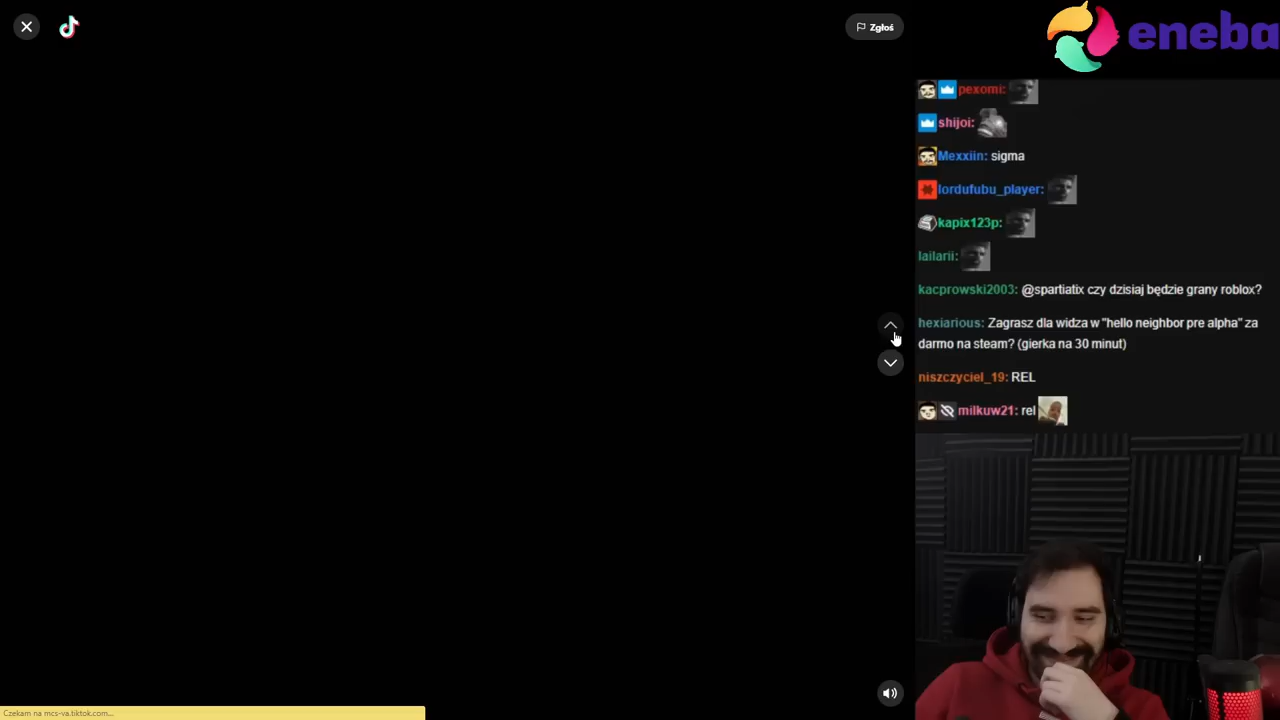 Zgłoś
eneba
pexomi:
shijoi:
Mexxiin: sigma
lordufubu_player:
kapix123p:
lailarii:
kacprowski2003: @spartiatix czy dzisiaj będzie grany roblox?
hexiarious: Zagrasz dla widza w "hello neighbor pre alpha" za
darmo na steam? (gierka na 30 minut)
niszczyciel_19: REL
milkuw21: rel
Czekam na mcs-va.tiktok.com...